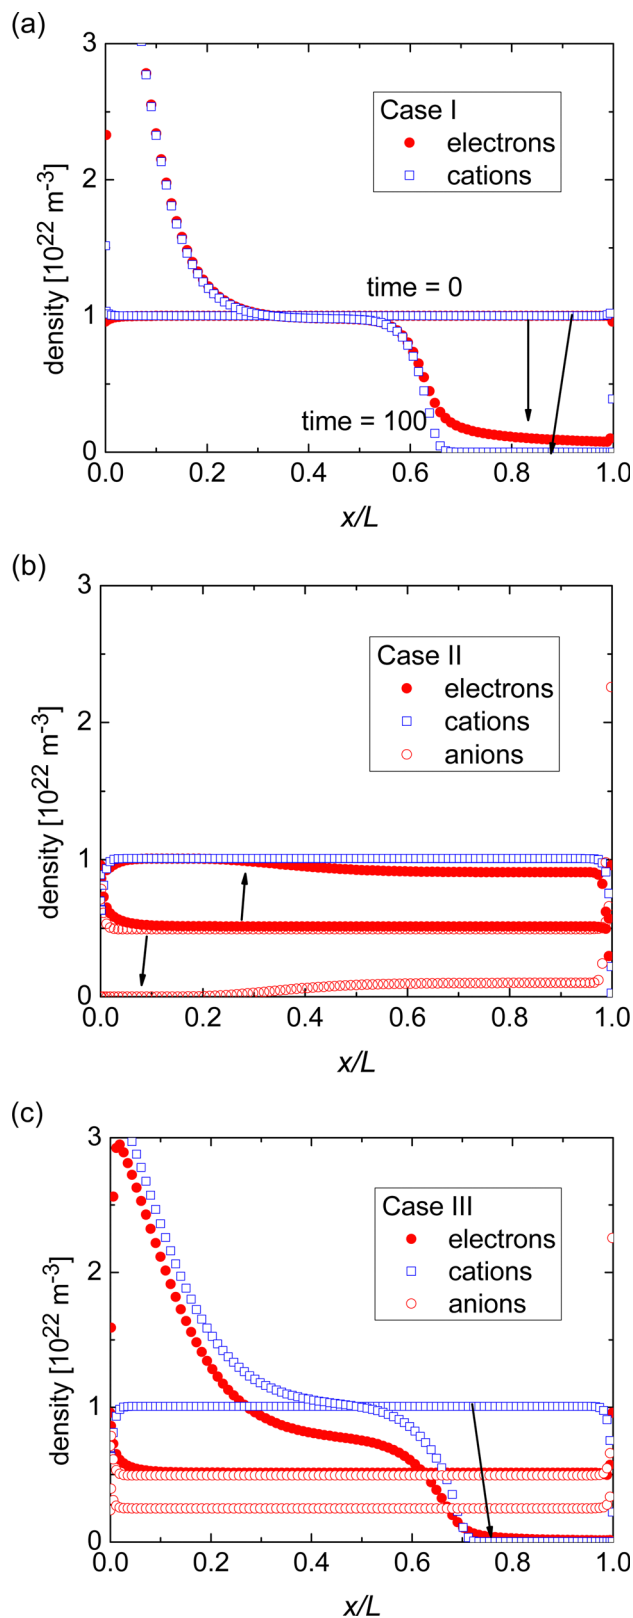 (a)
3
2
1
0
0.0 0.2 0.4 0.6 0.8 1.0
density [10²² m⁻³]
x/L
Case I
electrons
cations
time = 0
time = 100
(b)
3
2
1
0
0.0 0.2 0.4 0.6 0.8 1.0
density [10²² m⁻³]
x/L
Case II
electrons
cations
anions
(c)
3
2
1
0
0.0 0.2 0.4 0.6 0.8 1.0
density [10²² m⁻³]
x/L
Case III
electrons
cations
anions